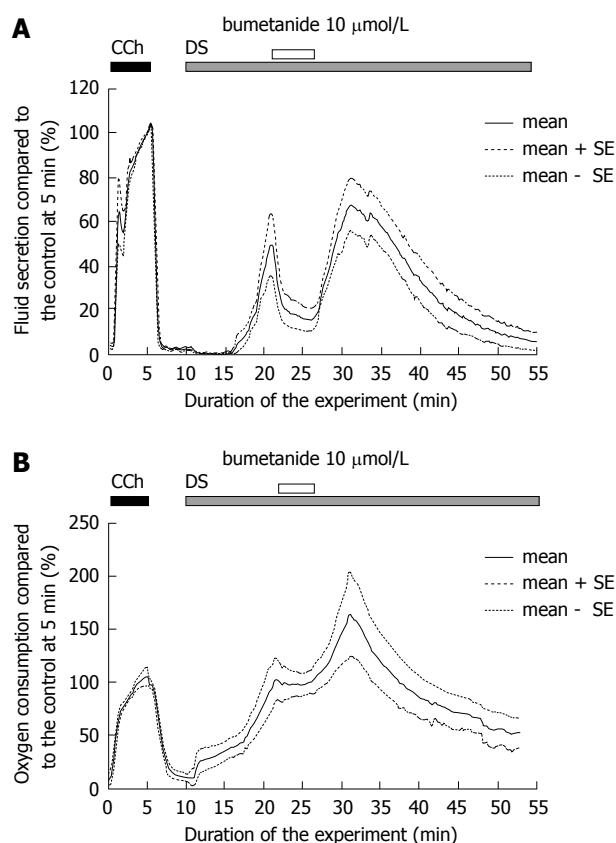 A
bumetanide 10 μmol/L
CCh
DS
Fluid secretion compared to
the control at 5 min (%)
120
100
80
60
40
20
0
mean
mean + SE
mean - SE
0 5 10 15 20 25 30 35 40 45 50 55
Duration of the experiment (min)
B
bumetanide 10 μmol/L
CCh
DS
Oxygen consumption compared
to the control at 5 min (%)
250
200
150
100
50
0
mean
mean + SE
mean - SE
0 5 10 15 20 25 30 35 40 45 50 55
Duration of the experiment (min)